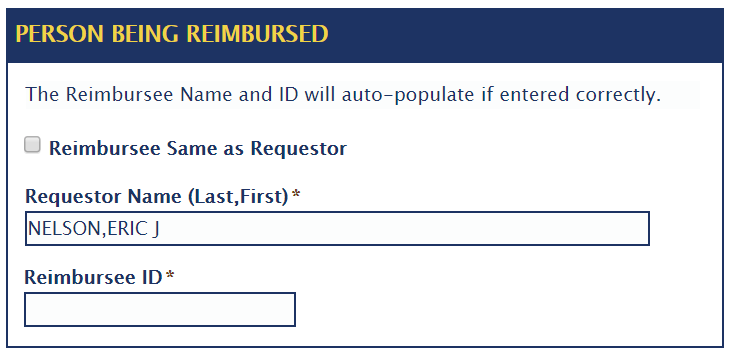 PERSON BEING REIMBURSED
The Reimbursee Name and ID will auto-populate if entered correctly.
Reimbursee Same as Requestor
Requestor Name (Last,First)*
NELSON,ERIC J
Reimbursee ID*